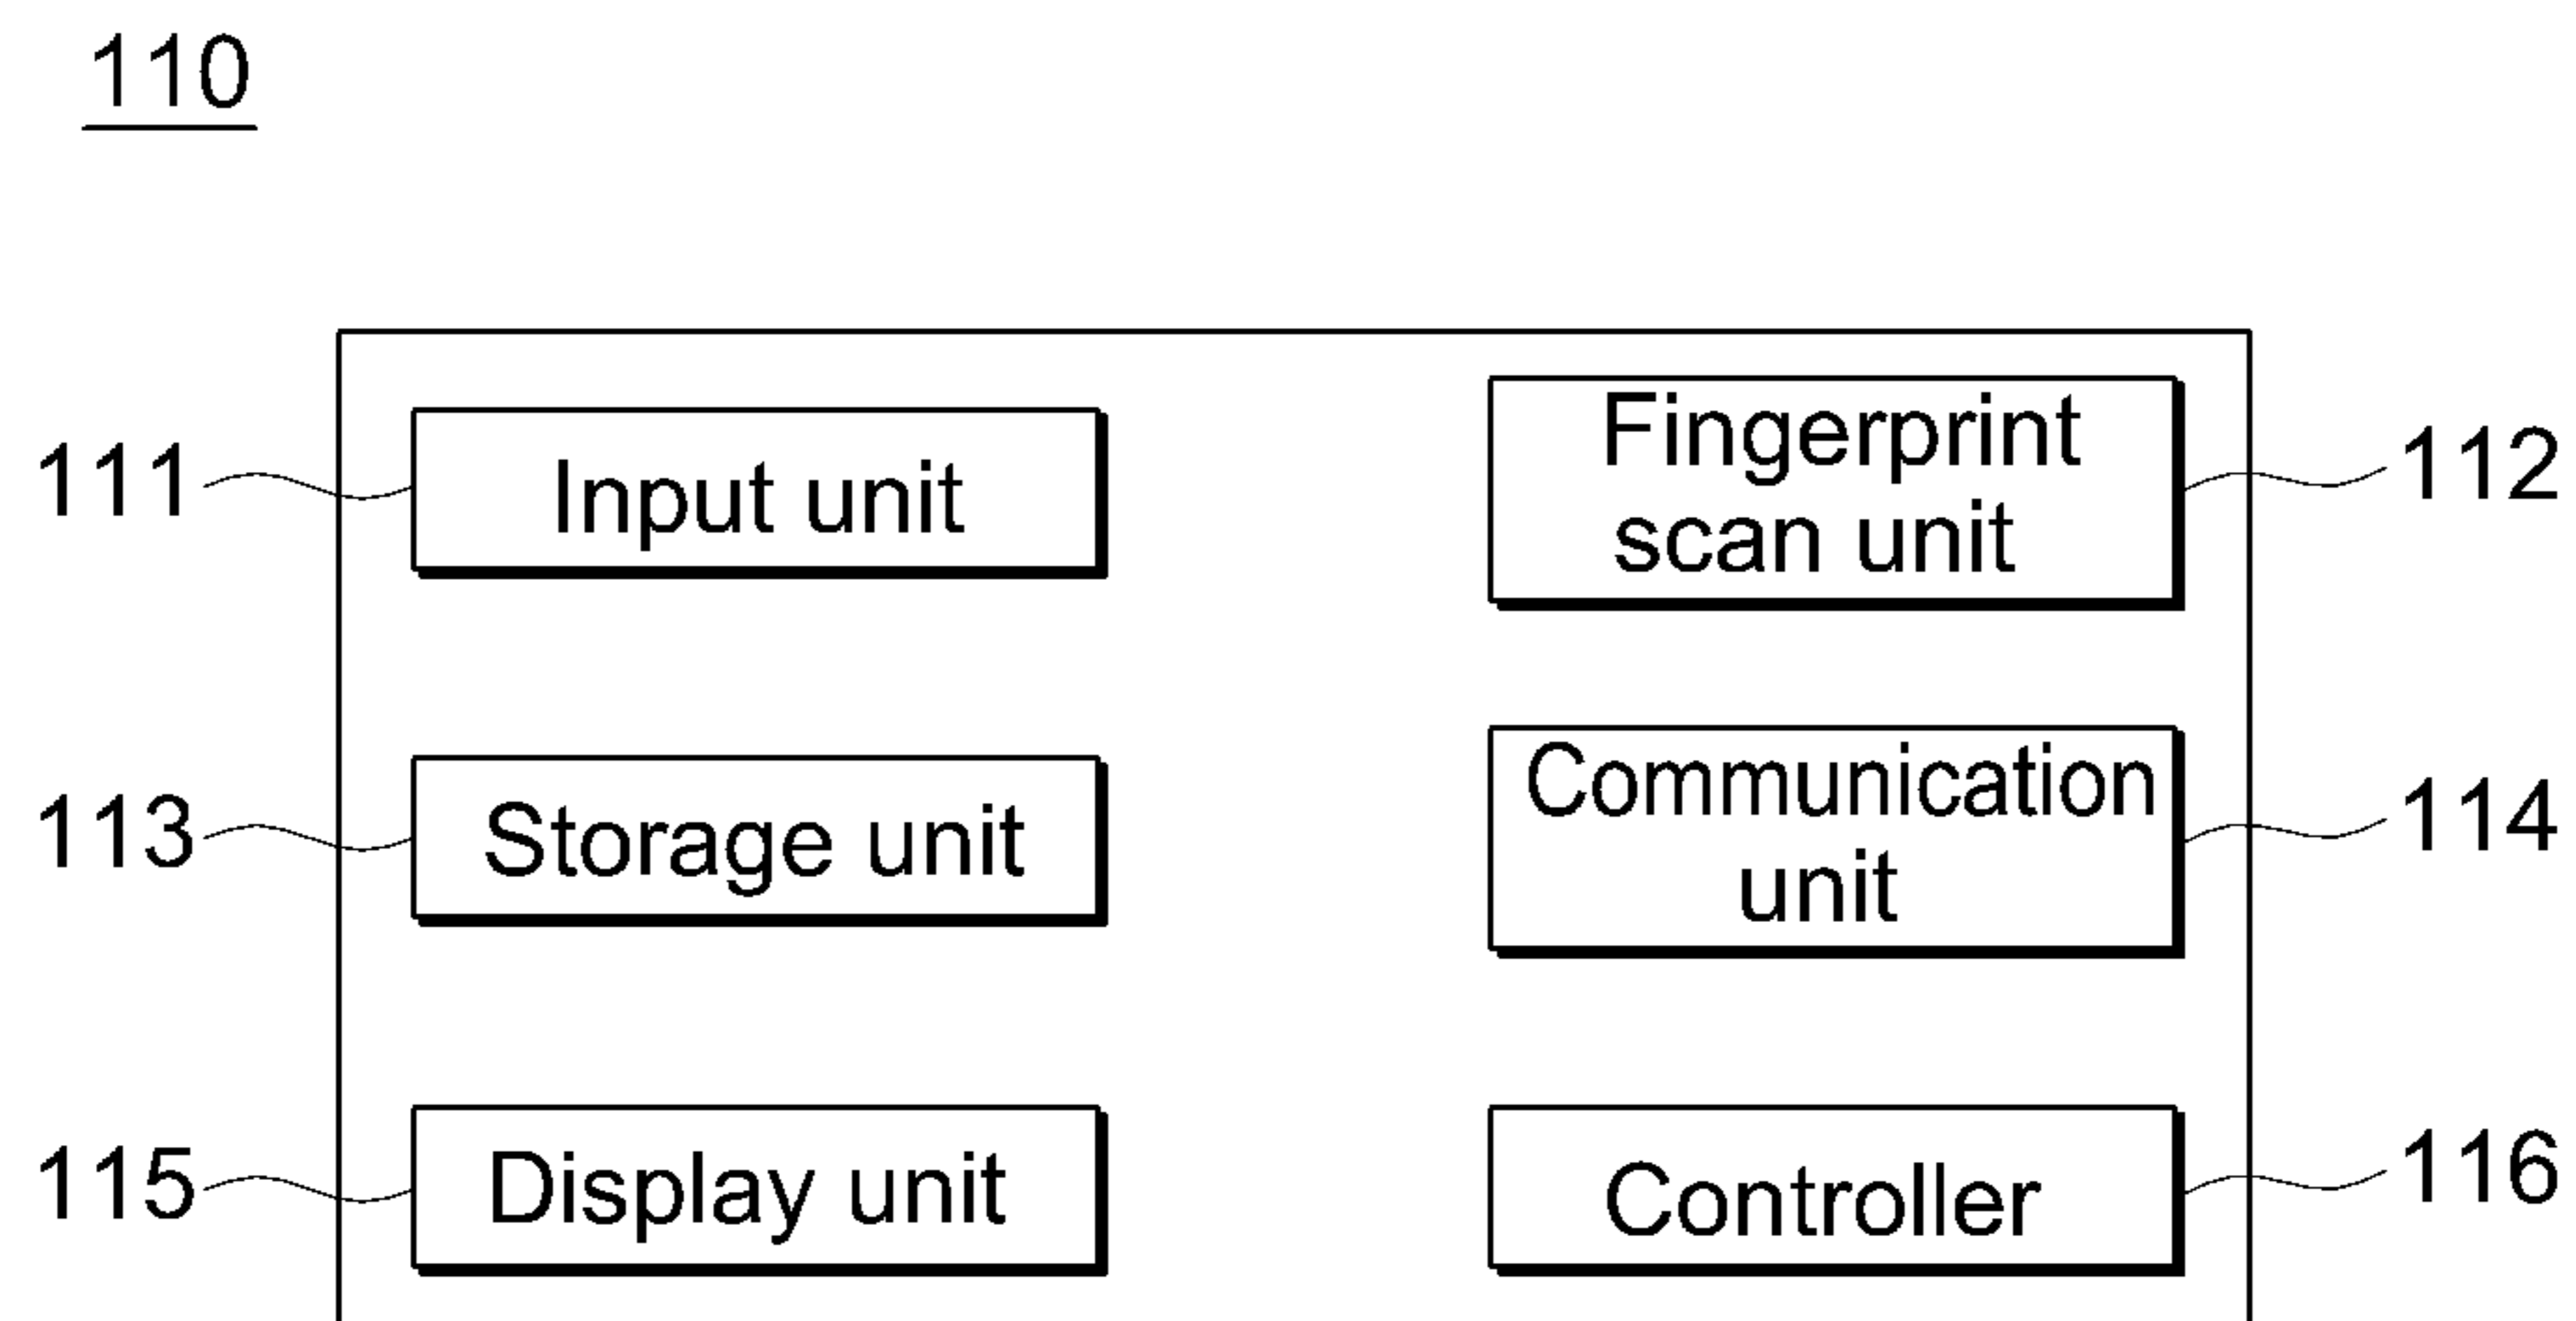 110
111
Input unit
Fingerprint
scan unit
112
113
Storage unit
Communication
unit
114
115
Display unit
Controller
116